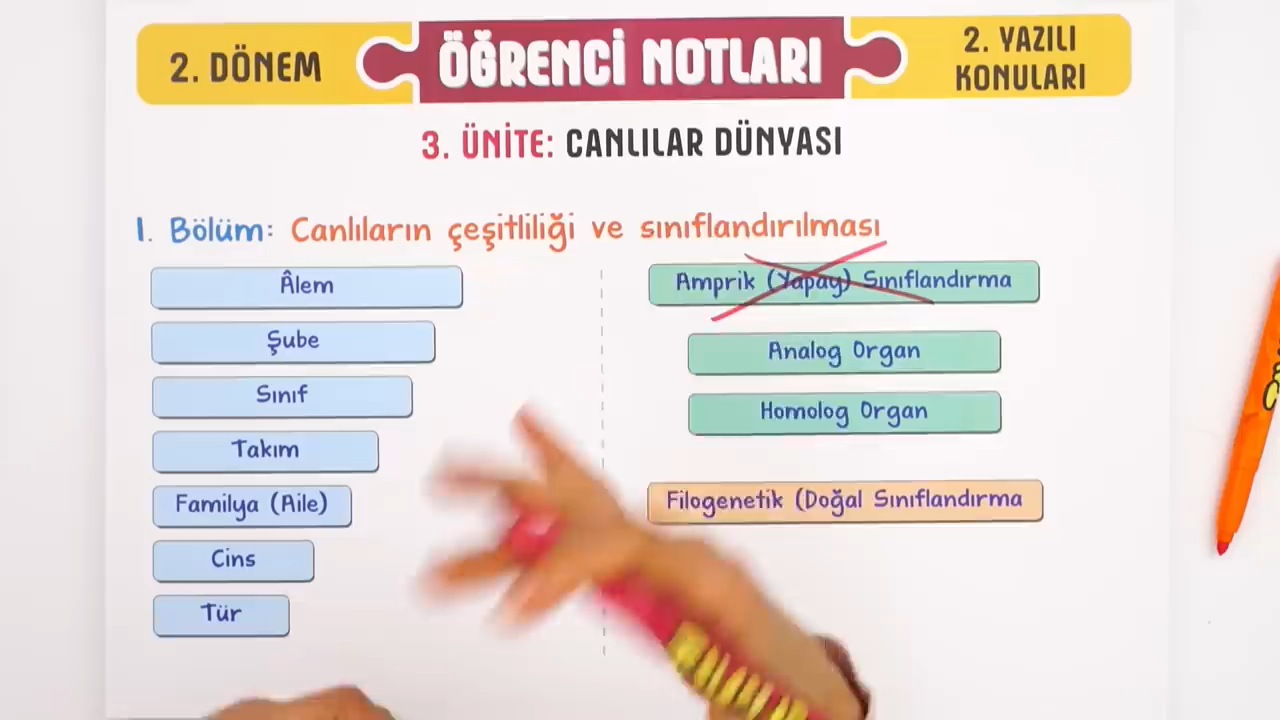 2. DÖNEM
ÖĞRENCİ NOTLARI
2. YAZILI
KONULARI
3. ÜNİTE: CANLILAR DÜNYASI
1. Bölüm: Canlıların çeşitliliği ve sınıflandırılması
Âlem
Şube
Sınıf
Takım
Familya (Aile)
Cins
Tür
Amprik (Yapay) Sınıflandırma
Analog Organ
Homolog Organ
Filogenetik (Doğal Sınıflandırma